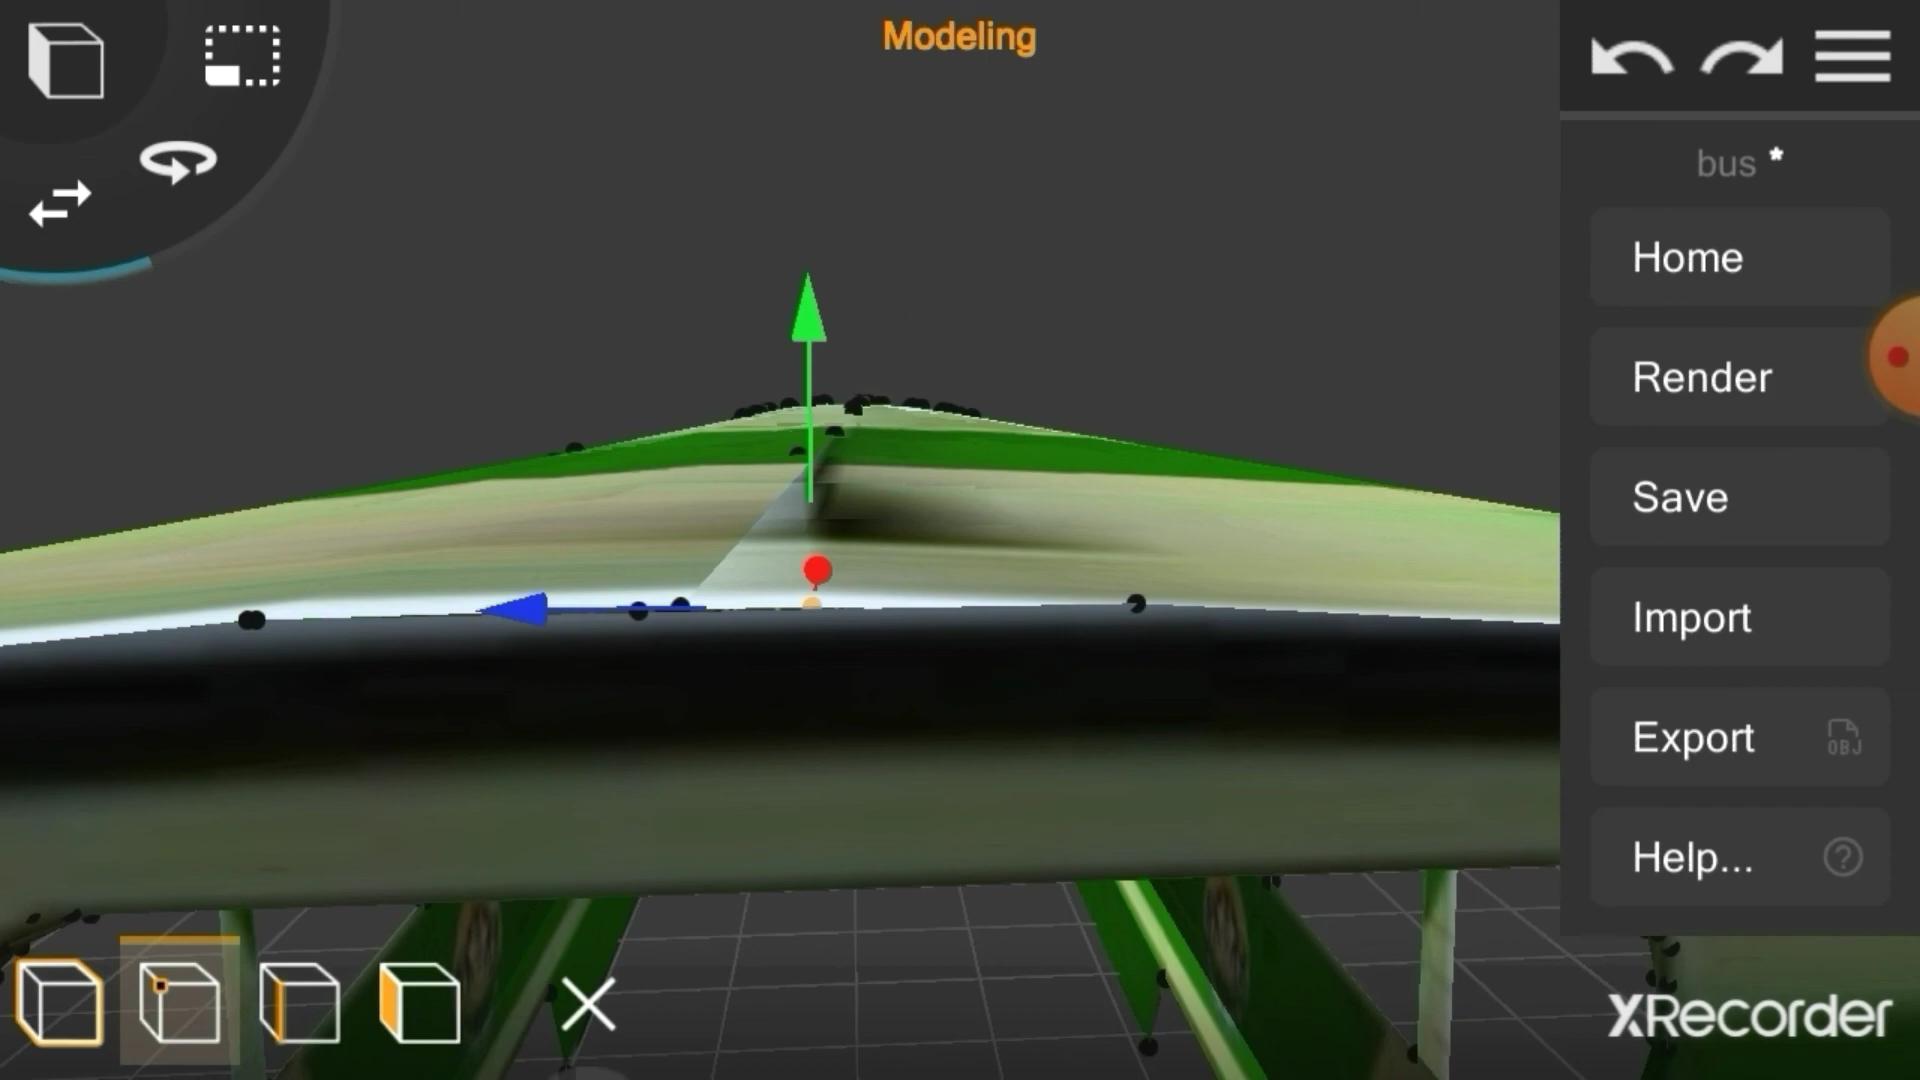 Modeling
bus *
Home
Render
Save
Import
Export
OBJ
Help...
?
XRecorder